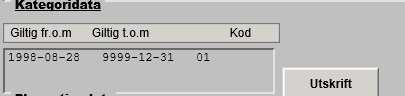 Kategoridata
Giltig fr.o.m Giltig t.o.m Kod
1998-08-28 9999-12-31 01
Utskrift